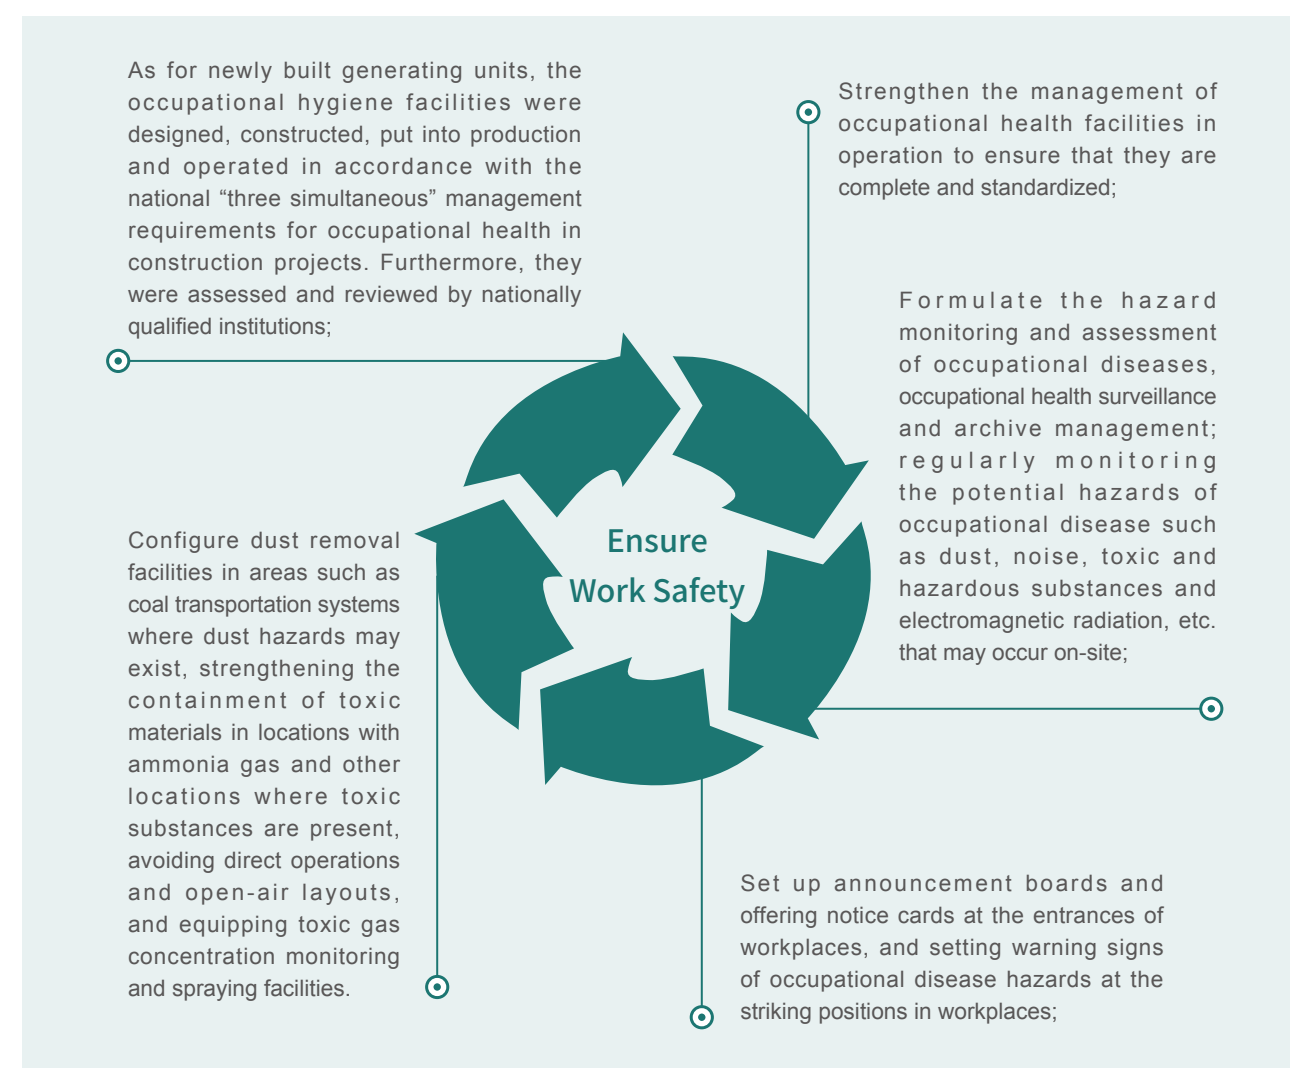 As for newly built generating units, the
occupational hygiene facilities were
designed, constructed, put into production
and operated in accordance with the
national “three simultaneous” management
requirements for occupational health in
construction projects. Furthermore, they
were assessed and reviewed by nationally
qualified institutions;
Strengthen the management of
occupational health facilities in
operation to ensure that they are
complete and standardized;
Formulate the hazard
monitoring and assessment
of occupational diseases,
occupational health surveillance
and archive management;
regularly monitoring
the potential hazards of
occupational disease such
as dust, noise, toxic and
hazardous substances and
electromagnetic radiation, etc.
that may occur on-site;
Set up announcement boards and
offering notice cards at the entrances of
workplaces, and setting warning signs
of occupational disease hazards at the
striking positions in workplaces;
Configure dust removal
facilities in areas such as
coal transportation systems
where dust hazards may
exist, strengthening the
containment of toxic
materials in locations with
ammonia gas and other
locations where toxic
substances are present,
avoiding direct operations
and open-air layouts,
and equipping toxic gas
concentration monitoring
and spraying facilities.
Ensure
Work Safety